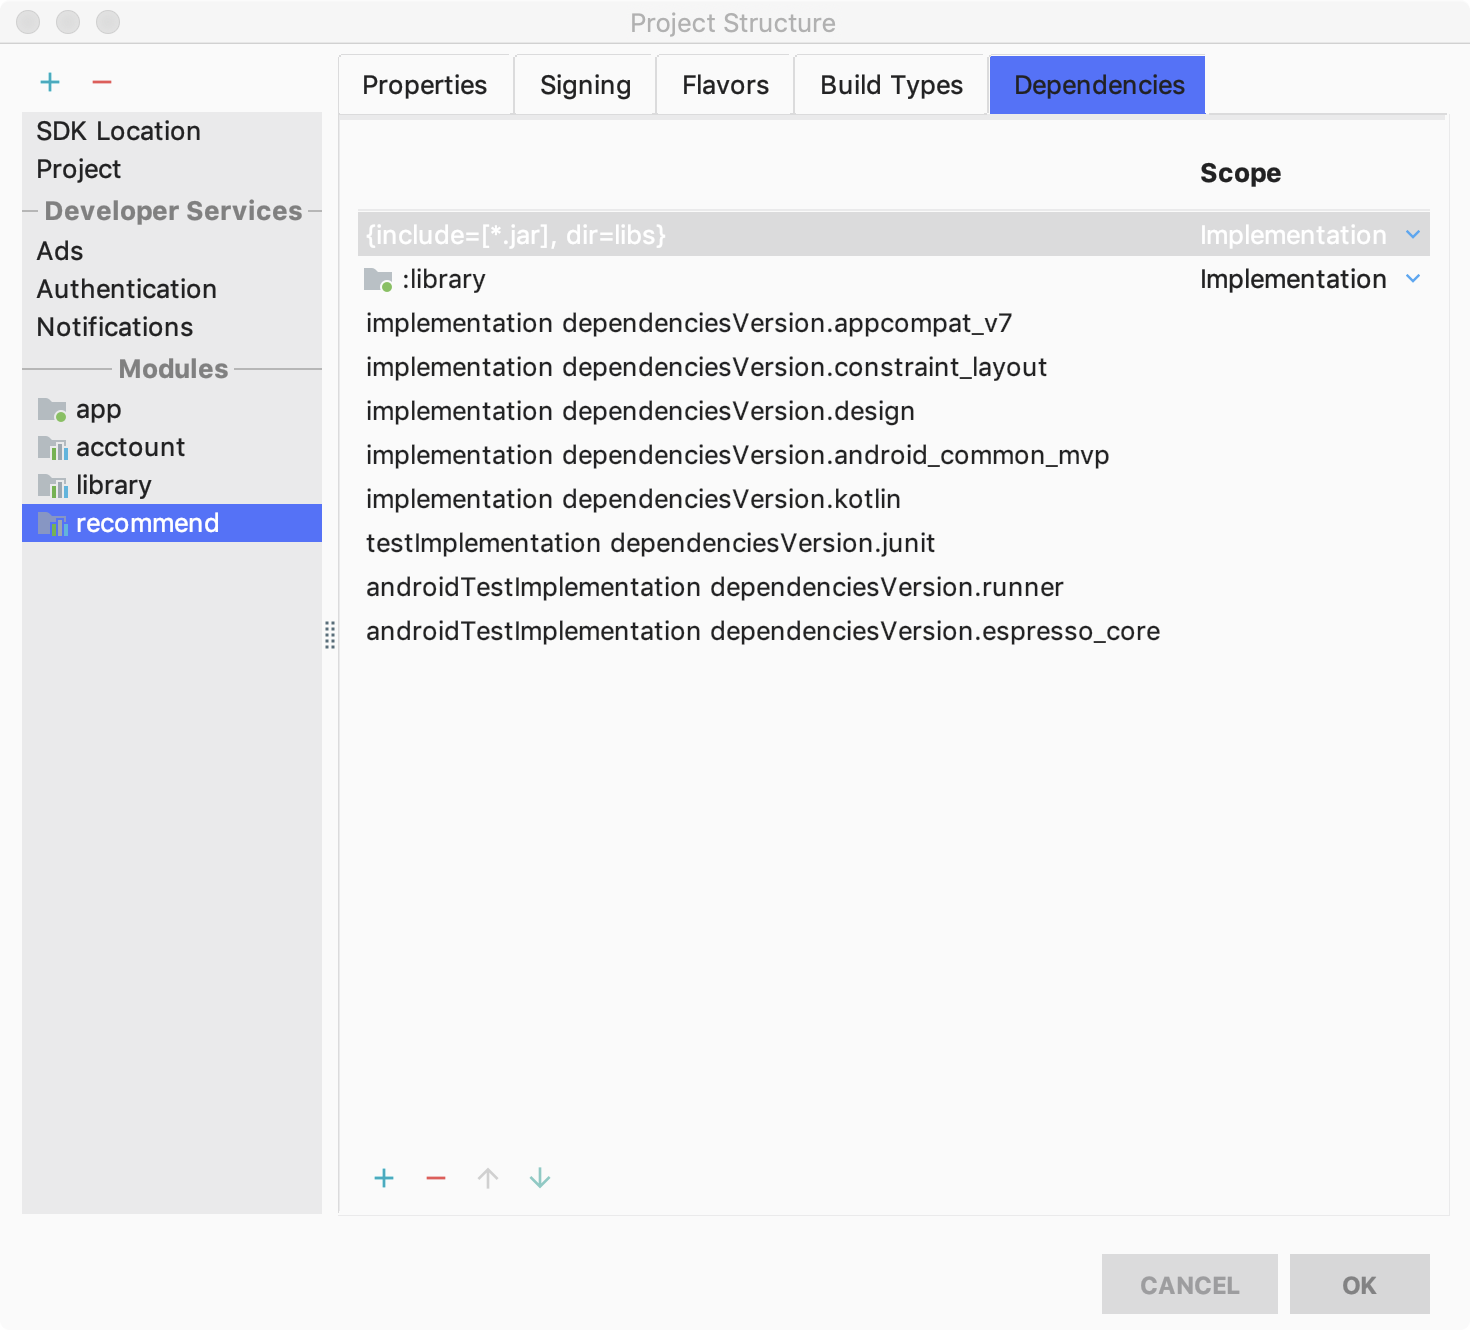 Project Structure
Properties
Signing
Flavors
Build Types
Dependencies
SDK Location
Project
Developer Services
Ads
Authentication
Notifications
Modules
app
acctount
library
recommend
Scope
{include=[*.jar], dir=libs} Implementation
:library Implementation
implementation dependenciesVersion.appcompat_v7
implementation dependenciesVersion.constraint_layout
implementation dependenciesVersion.design
implementation dependenciesVersion.android_common_mvp
implementation dependenciesVersion.kotlin
testImplementation dependenciesVersion.junit
androidTestImplementation dependenciesVersion.runner
androidTestImplementation dependenciesVersion.espresso_core
CANCEL
OK